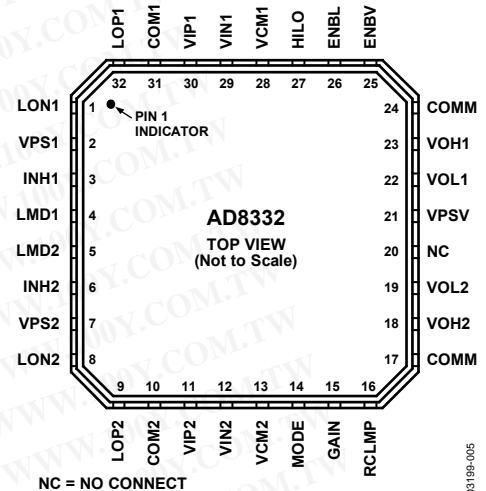 LOP1 COM1 VIP1 VIN1 VCM1 HILO ENBL ENBV
32 31 30 29 28 27 26 25
LON1 1
VPS1 2
INH1 3
LMD1 4
LMD2 5
INH2 6
VPS2 7
LON2 8
PIN 1
INDICATOR
AD8332
TOP VIEW
(Not to Scale)
24 COMM
23 VOH1
22 VOL1
21 VPSV
20 NC
19 VOL2
18 VOH2
17 COMM
9 10 11 12 13 14 15 16
LOP2 COM2 VIP2 VIN2 VCM2 MODE GAIN RCLMP
NC = NO CONNECT
03199-005